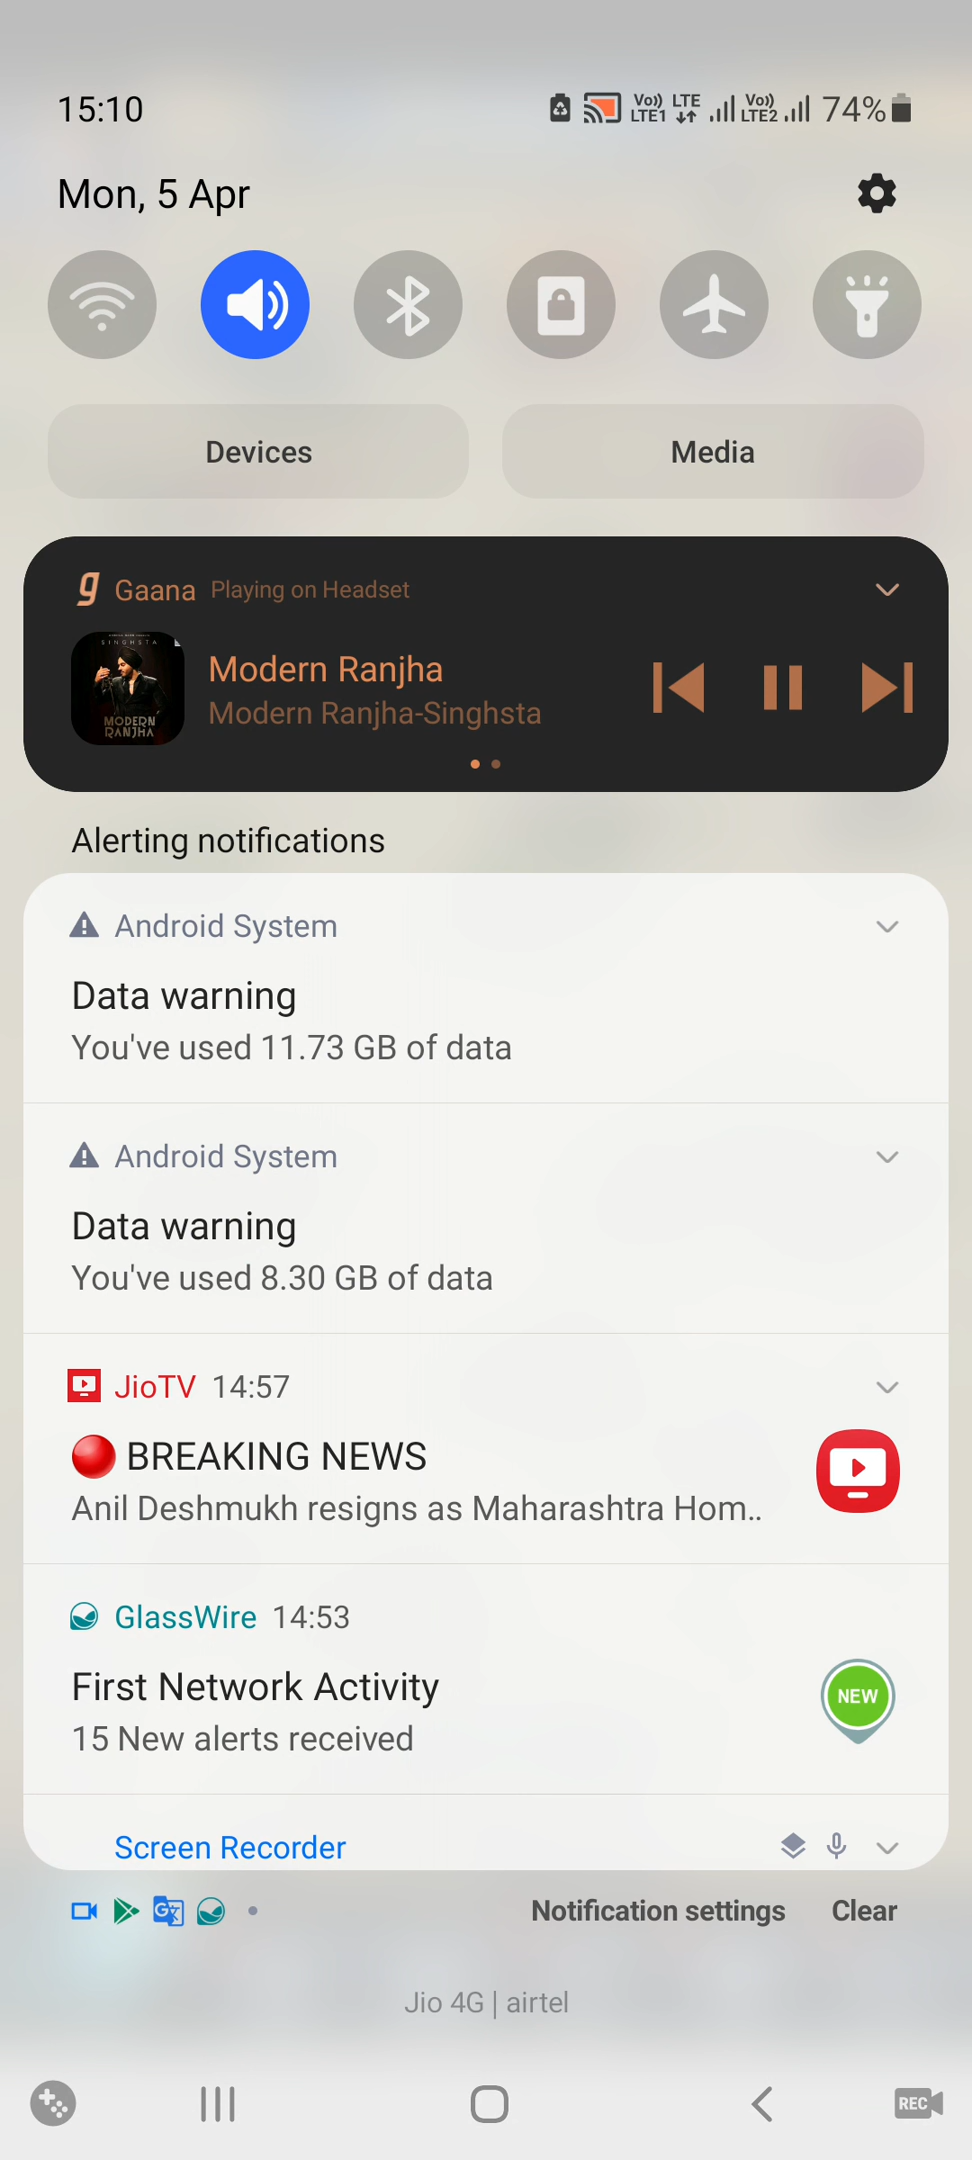 15:10
Vo)) LTE1 LTE Vo)) LTE2 74%
Mon, 5 Apr
Devices Media
g Gaana Playing on Headset
SINGHSTA
MODERN
RANJHA
Modern Ranjha
Modern Ranjha-Singhsta
Alerting notifications
Android System
Data warning
You've used 11.73 GB of data
Android System
Data warning
You've used 8.30 GB of data
JioTV 14:57
BREAKING NEWS
Anil Deshmukh resigns as Maharashtra Hom..
GlassWire 14:53
First Network Activity
NEW
15 New alerts received
Screen Recorder
G Notification settings Clear
Jio 4G | airtel
REC